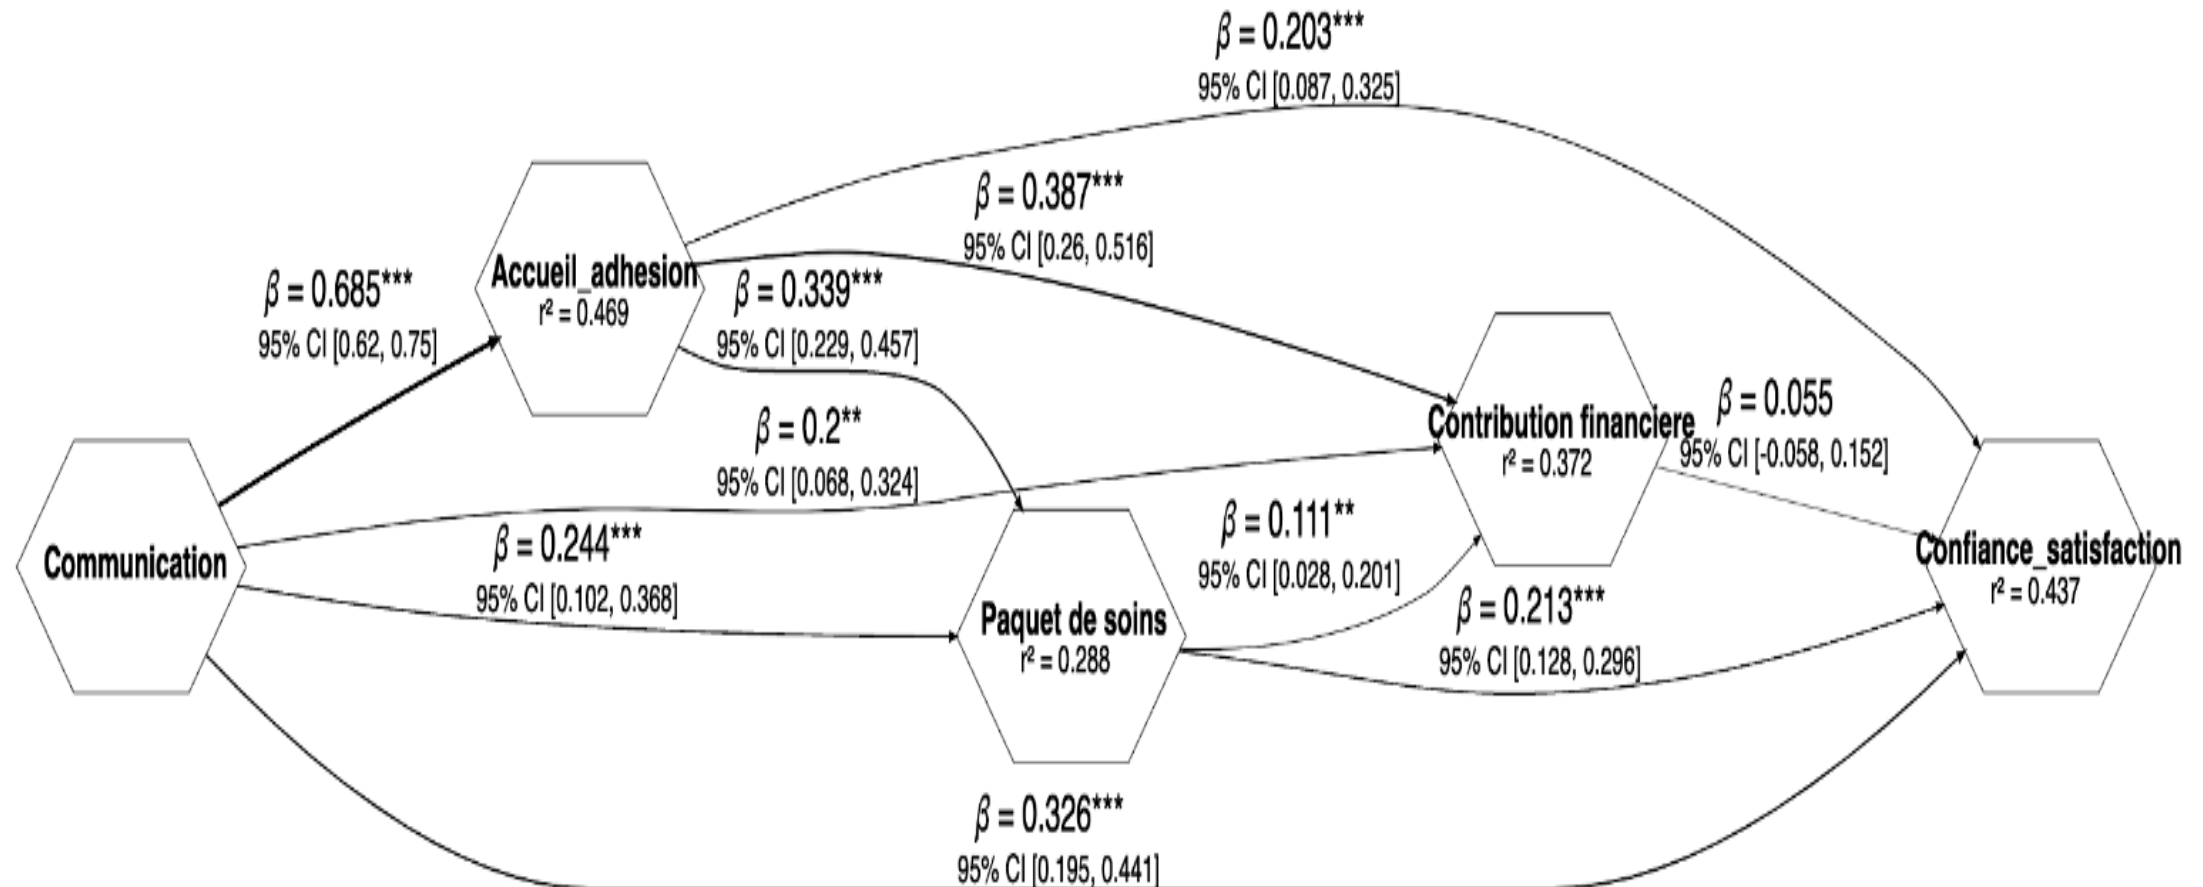 β = 0.203***
95% CI [0.087, 0.325]
β = 0.387***
95% CI [0.26, 0.516]
Accueil_adhesion
r² = 0.469
β = 0.685***
95% CI [0.62, 0.75]
β = 0.339***
95% CI [0.229, 0.457]
β = 0.2**
95% CI [0.068, 0.324]
Contribution financiere
r² = 0.372
β = 0.055
95% CI [-0.058, 0.152]
Communication
β = 0.244***
95% CI [0.102, 0.368]
β = 0.111**
95% CI [0.028, 0.201]
Confiance_satisfaction
r² = 0.437
Paquet de soins
r² = 0.288
β = 0.213***
95% CI [0.128, 0.296]
β = 0.326***
95% CI [0.195, 0.441]